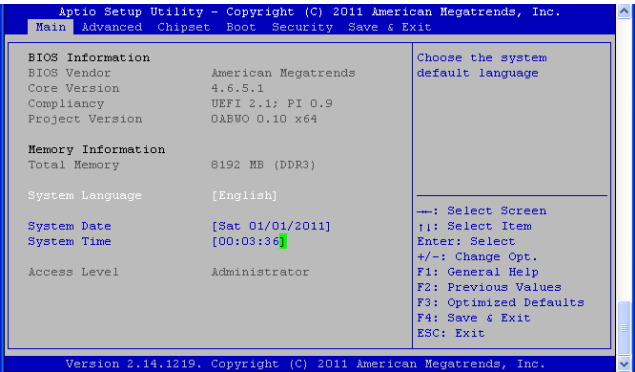 Aptio Setup Utility – Copyright (C) 2011 American Megatrends, Inc.
Main Advanced Chipset Boot Security Save & Exit
BIOS Information
BIOS Vendor American Megatrends
Core Version 4.6.5.1
Compliancy UEFI 2.1; PI 0.9
Project Version 0ABWO 0.10 x64
Memory Information
Total Memory 8192 MB (DDR3)
System Language [English]
System Date [Sat 01/01/2011]
System Time [00:03:36]
Access Level Administrator
Choose the system
default language
→←: Select Screen
↑↓: Select Item
Enter: Select
+/-: Change Opt.
F1: General Help
F2: Previous Values
F3: Optimized Defaults
F4: Save & Exit
ESC: Exit
Version 2.14.1219. Copyright (C) 2011 American Megatrends, Inc.